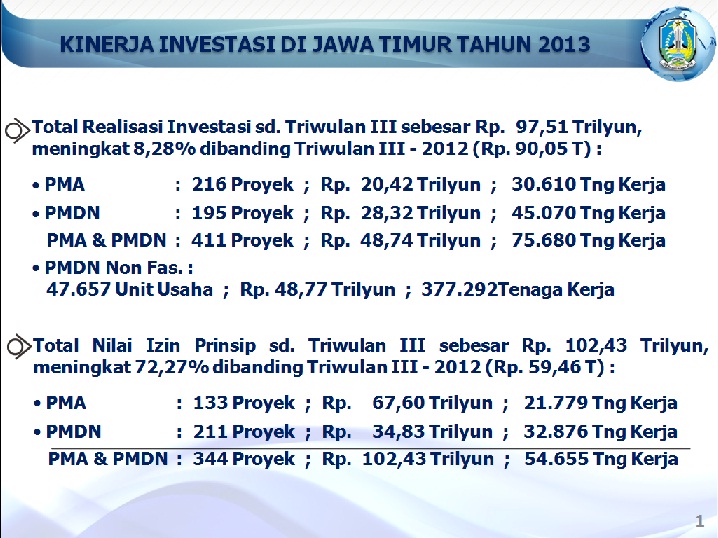 KINERJA INVESTASI DI JAWA TIMUR TAHUN 2013
Total Realisasi Investasi sd. Triwulan III sebesar Rp. 97,51 Trilyun,
meningkat 8,28% dibanding Triwulan III - 2012 (Rp. 90,05 T) :
• PMA : 216 Proyek ; Rp. 20,42 Trilyun ; 30.610 Tng Kerja
• PMDN : 195 Proyek ; Rp. 28,32 Trilyun ; 45.070 Tng Kerja
PMA & PMDN : 411 Proyek ; Rp. 48,74 Trilyun ; 75.680 Tng Kerja
• PMDN Non Fas. :
47.657 Unit Usaha ; Rp. 48,77 Trilyun ; 377.292Tenaga Kerja
Total Nilai Izin Prinsip sd. Triwulan III sebesar Rp. 102,43 Trilyun,
meningkat 72,27% dibanding Triwulan III - 2012 (Rp. 59,46 T) :
• PMA : 133 Proyek ; Rp. 67,60 Trilyun ; 21.779 Tng Kerja
• PMDN : 211 Proyek ; Rp. 34,83 Trilyun ; 32.876 Tng Kerja
PMA & PMDN : 344 Proyek ; Rp. 102,43 Trilyun ; 54.655 Tng Kerja
1